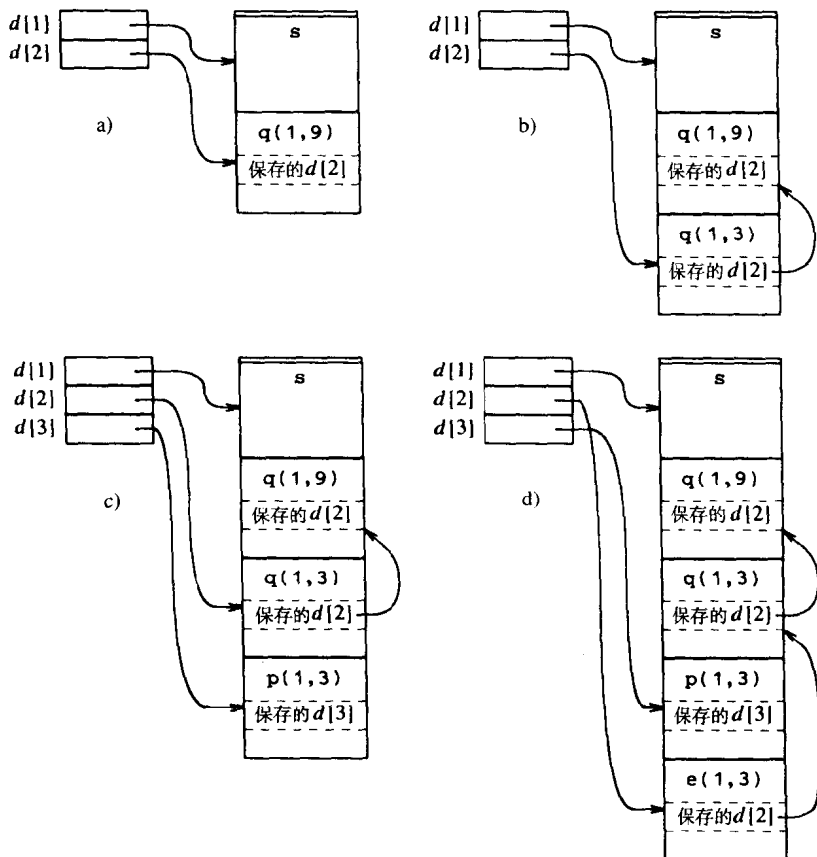 d[1]
d[2]
s
a)
q(1,9)
保存的d[2]
d[1]
d[2]
s
b)
q(1,9)
保存的d[2]
q(1,3)
保存的d[2]
d[1]
d[2]
d[3]
s
c)
q(1,9)
保存的d[2]
q(1,3)
保存的d[2]
p(1,3)
保存的d[3]
d[1]
d[2]
d[3]
s
d)
q(1,9)
保存的d[2]
q(1,3)
保存的d[2]
p(1,3)
保存的d[3]
e(1,3)
保存的d[2]